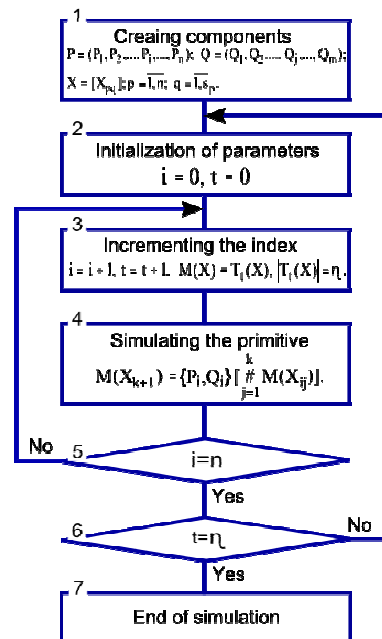 1
Creaing components
P = (P₁, P₂,..., Pᵢ,..., Pₙ); Q = (Q₁, Q₂,..., Qⱼ,..., Qₘ);
X = [Xₚq]; p = 1, n; q = 1, sₚ.
2
Initialization of parameters
i = 0, t = 0
3
Incrementing the index
i = i + 1, t = t + 1. M(X) = Tᵢ(X), |Tᵢ(X)| = η.
4
Simulating the primitive
k
M(Xₖ₊₁) = {Pᵢ,Qⱼ}[ # M(Xᵢⱼ)].
j=1
No
5
i=n
Yes
6
t=η
No
Yes
7
End of simulation